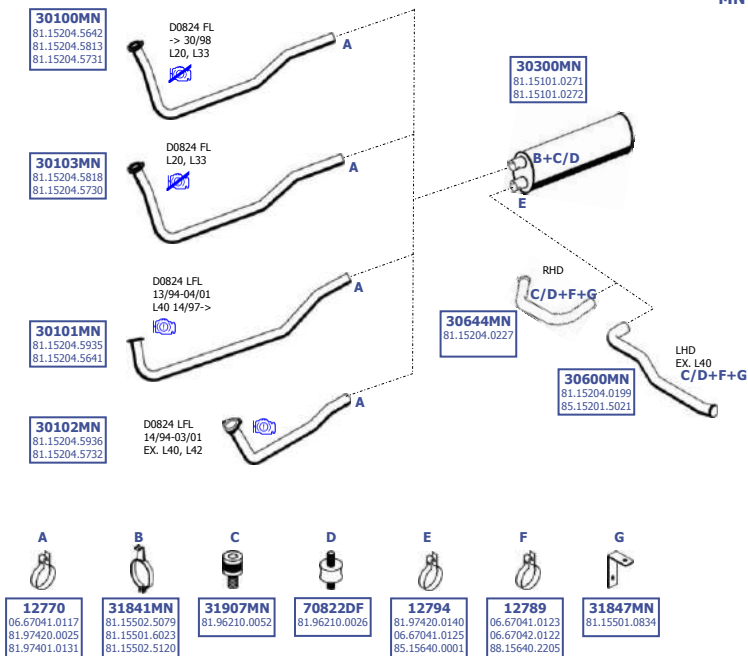 MN
30100MN
81.15204.5642
81.15204.5813
81.15204.5731
D0824 FL
-> 30/98
L20, L33
A
30300MN
81.15101.0271
81.15101.0272
30103MN
81.15204.5818
81.15204.5730
D0824 FL
L20, L33
A
B+C/D
E
30101MN
81.15204.5935
81.15204.5641
D0824 LFL
13/94-04/01
L40 14/97->
A
RHD
C/D+F+G
30644MN
81.15204.0227
LHD
EX. L40
C/D+F+G
30600MN
81.15204.0199
85.15201.5021
30102MN
81.15204.5936
81.15204.5732
D0824 LFL
14/94-03/01
EX. L40, L42
A
A
B
C
D
E
F
G
12770
06.67041.0117
81.97420.0025
81.97401.0131
31841MN
81.15502.5079
81.15501.6023
81.15502.5120
31907MN
81.96210.0052
70822DF
81.96210.0026
12794
81.97420.0140
06.67041.0125
85.15640.0001
12789
06.67041.0123
06.67042.0122
88.15640.2205
31847MN
81.15501.0834